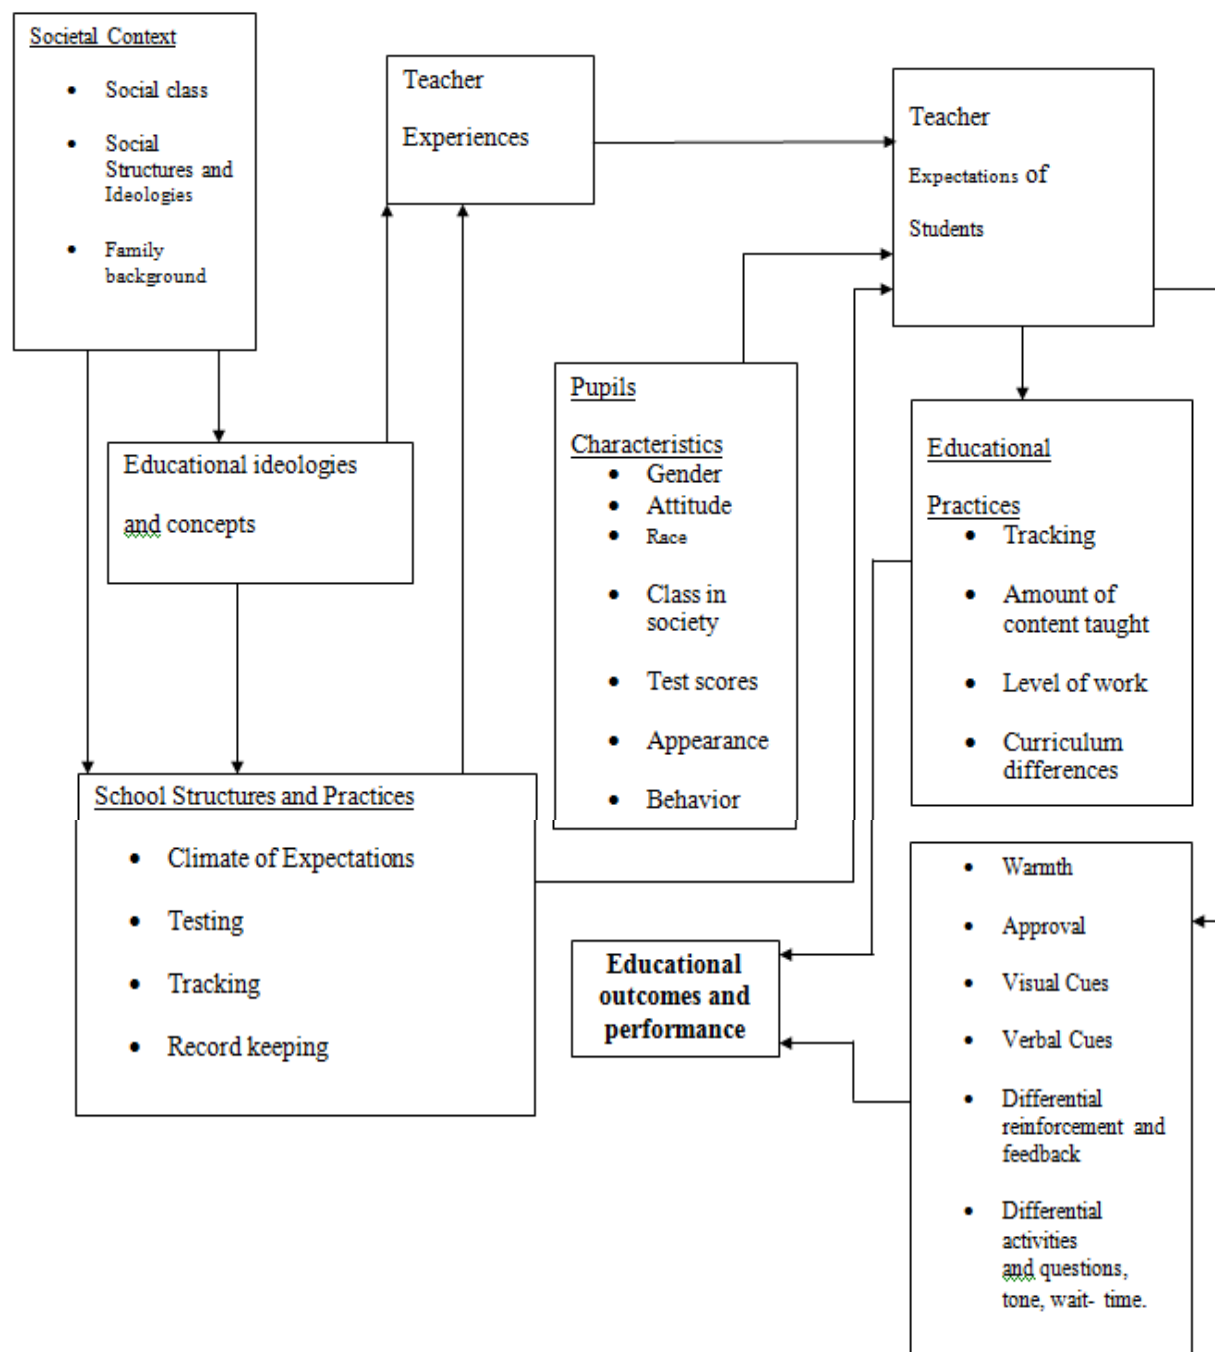 Societal Context
• Social class
• Social
Structures and
Ideologies
• Family
background
Teacher
Experiences
Teacher
Expectations of
Students
Educational ideologies
and concepts
Pupils
Characteristics
• Gender
• Attitude
• Race
• Class in
society
• Test scores
• Appearance
• Behavior
Educational
Practices
• Tracking
• Amount of
content taught
• Level of work
• Curriculum
differences
School Structures and Practices
• Climate of Expectations
• Testing
• Tracking
• Record keeping
Educational
outcomes and
performance
• Warmth
• Approval
• Visual Cues
• Verbal Cues
• Differential
reinforcement and
feedback
• Differential
activities
and questions,
tone, wait- time.